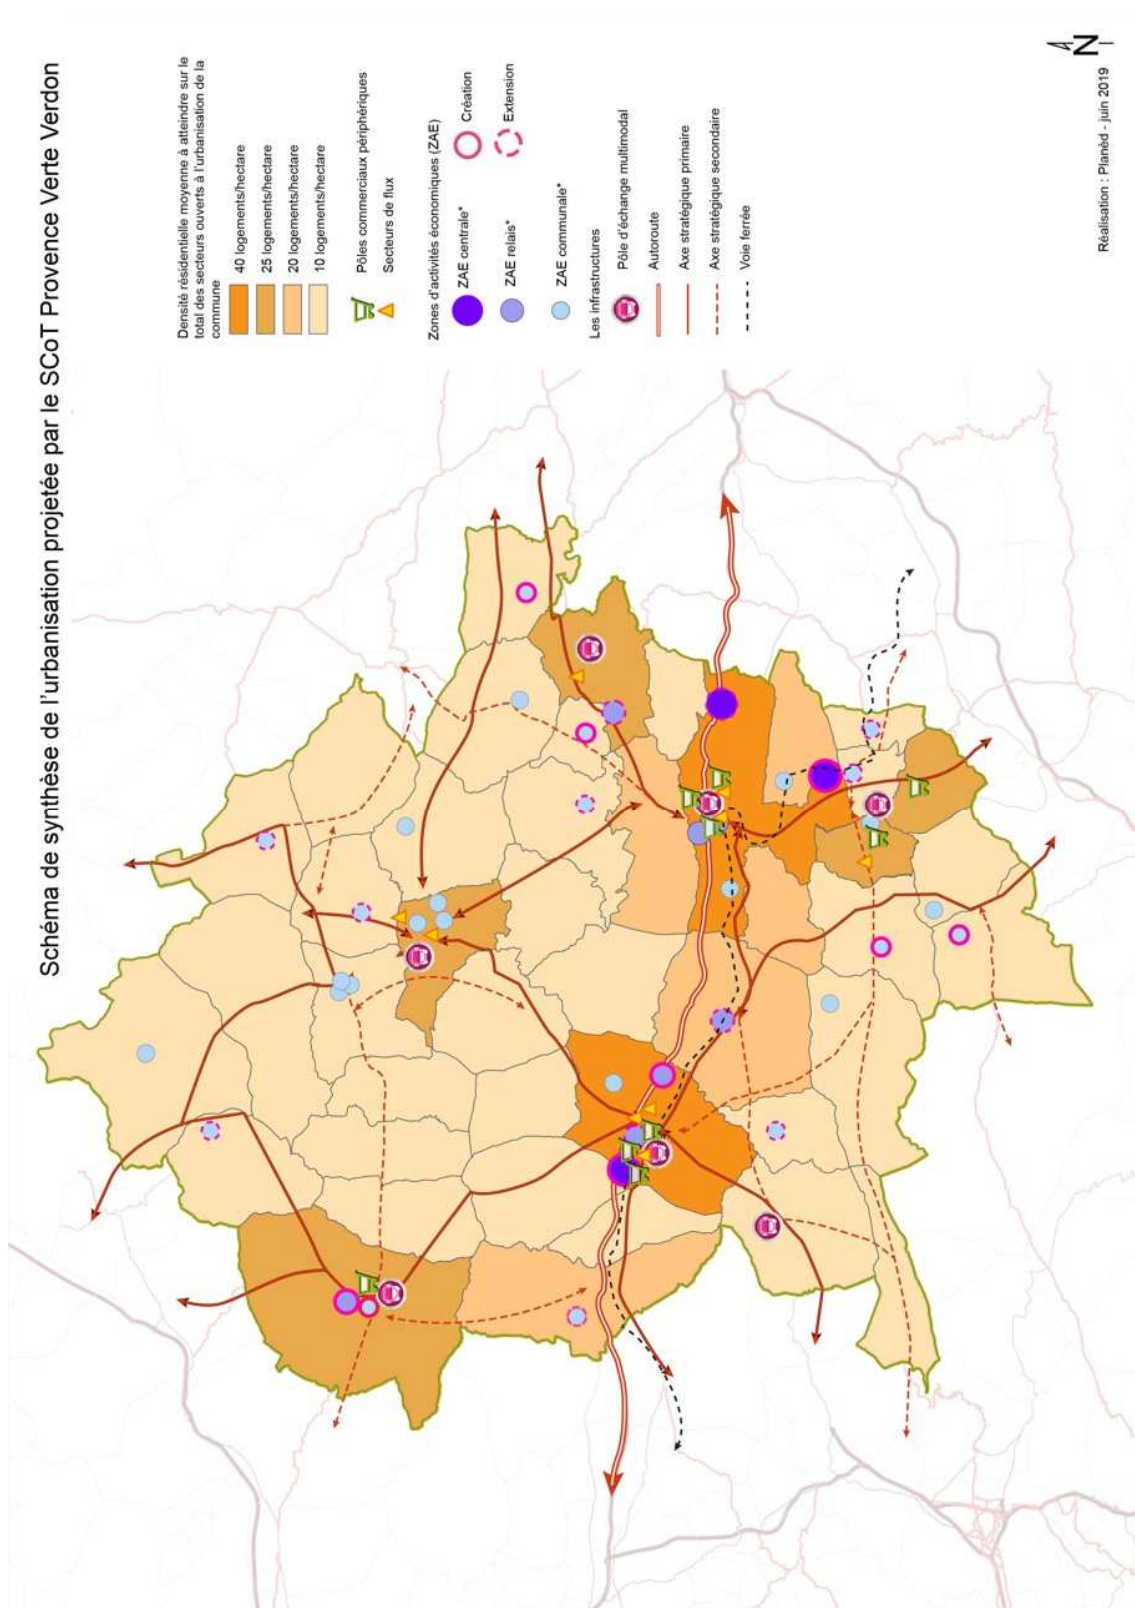 Schéma de synthèse de l'urbanisation projetée par le SCoT Provence Verte Verdon
Densité résidentielle moyenne à atteindre sur le
total des secteurs ouverts à l'urbanisation de la
commune
40 logements/hectare
25 logements/hectare
20 logements/hectare
10 logements/hectare
Pôles commerciaux périphériques
Secteurs de flux
Zones d'activités économiques (ZAE)
ZAE centrale*
Création
ZAE relais*
Extension
ZAE communale*
Les infrastructures
Pôle d'échange multimodal
Autoroute
Axe stratégique primaire
Axe stratégique secondaire
Voie ferrée
N
Réalisation : Planèd - juin 2019